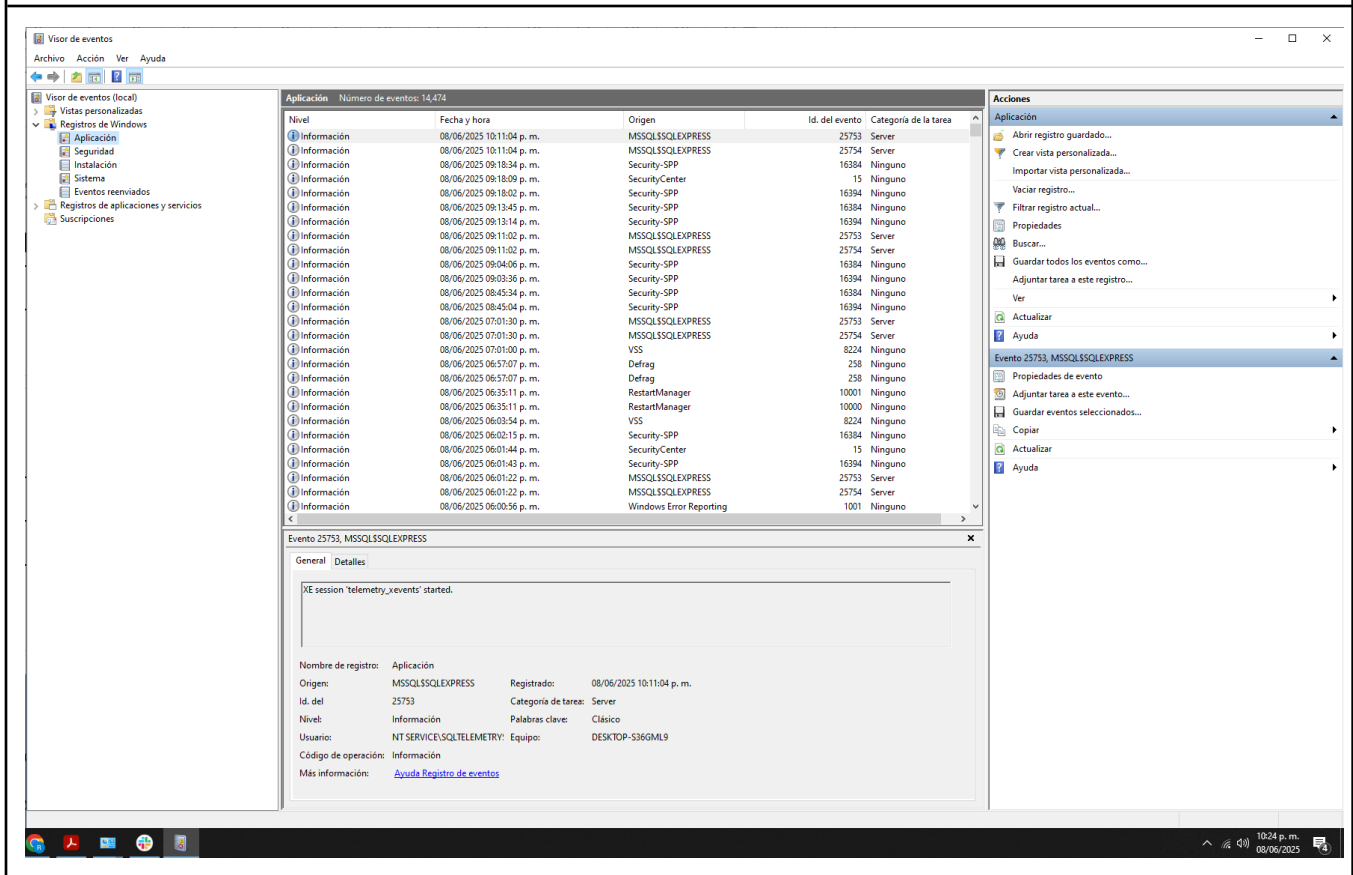 Visor de eventos
Archivo Acción Ver Ayuda
Visor de eventos (local)
Vistas personalizadas
Registros de Windows
Aplicación
Seguridad
Instalación
Sistema
Eventos reenviados
Registros de aplicaciones y servicios
Suscripciones
Aplicación Número de eventos: 14,474
Nivel Fecha y hora Origen Id. del evento Categoría de la tarea
Información 08/06/2025 10:11:04 p. m. MSSQL$SQLEXPRESS 25753 Server
Información 08/06/2025 10:11:04 p. m. MSSQL$SQLEXPRESS 25754 Server
Información 08/06/2025 09:18:34 p. m. Security-SPP 16384 Ninguno
Información 08/06/2025 09:18:09 p. m. SecurityCenter 15 Ninguno
Información 08/06/2025 09:18:02 p. m. Security-SPP 16394 Ninguno
Información 08/06/2025 09:13:45 p. m. Security-SPP 16384 Ninguno
Información 08/06/2025 09:13:14 p. m. Security-SPP 16394 Ninguno
Información 08/06/2025 09:11:02 p. m. MSSQL$SQLEXPRESS 25753 Server
Información 08/06/2025 09:11:02 p. m. MSSQL$SQLEXPRESS 25754 Server
Información 08/06/2025 09:04:06 p. m. Security-SPP 16384 Ninguno
Información 08/06/2025 09:03:36 p. m. Security-SPP 16394 Ninguno
Información 08/06/2025 08:45:34 p. m. Security-SPP 16384 Ninguno
Información 08/06/2025 08:45:04 p. m. Security-SPP 16394 Ninguno
Información 08/06/2025 07:01:30 p. m. MSSQL$SQLEXPRESS 25753 Server
Información 08/06/2025 07:01:30 p. m. MSSQL$SQLEXPRESS 25754 Server
Información 08/06/2025 07:01:00 p. m. VSS 8224 Ninguno
Información 08/06/2025 06:57:07 p. m. Defrag 258 Ninguno
Información 08/06/2025 06:57:07 p. m. Defrag 258 Ninguno
Información 08/06/2025 06:35:11 p. m. RestartManager 10001 Ninguno
Información 08/06/2025 06:35:11 p. m. RestartManager 10000 Ninguno
Información 08/06/2025 06:03:54 p. m. VSS 8224 Ninguno
Información 08/06/2025 06:02:15 p. m. Security-SPP 16384 Ninguno
Información 08/06/2025 06:01:44 p. m. SecurityCenter 15 Ninguno
Información 08/06/2025 06:01:43 p. m. Security-SPP 16394 Ninguno
Información 08/06/2025 06:01:22 p. m. MSSQL$SQLEXPRESS 25753 Server
Información 08/06/2025 06:01:22 p. m. MSSQL$SQLEXPRESS 25754 Server
Información 08/06/2025 06:00:56 p. m. Windows Error Reporting 1001 Ninguno
Evento 25753, MSSQL$SQLEXPRESS
General Detalles
XE session 'telemetry_xevents' started.
Nombre de registro: Aplicación
Origen: MSSQL$SQLEXPRESS Registrado: 08/06/2025 10:11:04 p. m.
Id. del 25753 Categoría de tarea: Server
Nivel: Información Palabras clave: Clásico
Usuario: NT SERVICE\SQLTELEMETRY: Equipo: DESKTOP-S36GML9
Código de operación: Información
Más información: Ayuda Registro de eventos
Acciones
Aplicación
Abrir registro guardado...
Crear vista personalizada...
Importar vista personalizada...
Vaciar registro...
Filtrar registro actual...
Propiedades
Buscar...
Guardar todos los eventos como...
Adjuntar tarea a este registro...
Ver
Actualizar
Ayuda
Evento 25753, MSSQL$SQLEXPRESS
Propiedades de evento
Adjuntar tarea a este evento...
Guardar eventos seleccionados...
Copiar
Actualizar
Ayuda
10:24 p. m.
08/06/2025
4